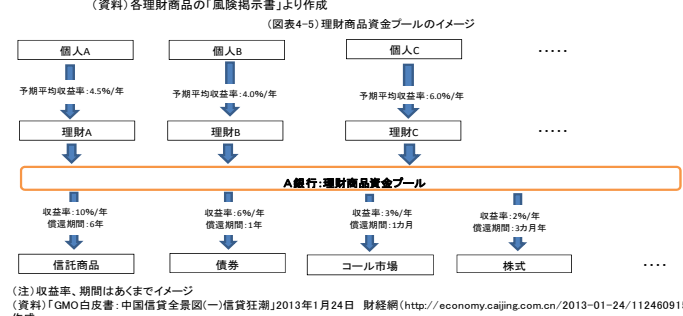 （資料）各理財商品の「風険掲示書」より作成
（図表4-5）理財商品資金プールのイメージ
個人A 個人B 個人C ・・・・・
予期平均収益率：4.5%/年 予期平均収益率：4.0%/年 予期平均収益率：6.0%/年
理財A 理財B 理財C ・・・・・
A銀行：理財商品資金プール
収益率：10%/年 収益率：6%/年 収益率：3%/年 収益率：2%/年
償還期間：6年 償還期間：1年 償還期間：1カ月 償還期間：3カ月年
信託商品 債券 コール市場 株式 ・・・・
（注）収益率、期間はあくまでイメージ
（資料）「GMO白皮書：中国信貸全景図（一）信貸狂潮」2013年1月24日 財経網（http://economy.caijing.com.cn/2013-01-24/11246091